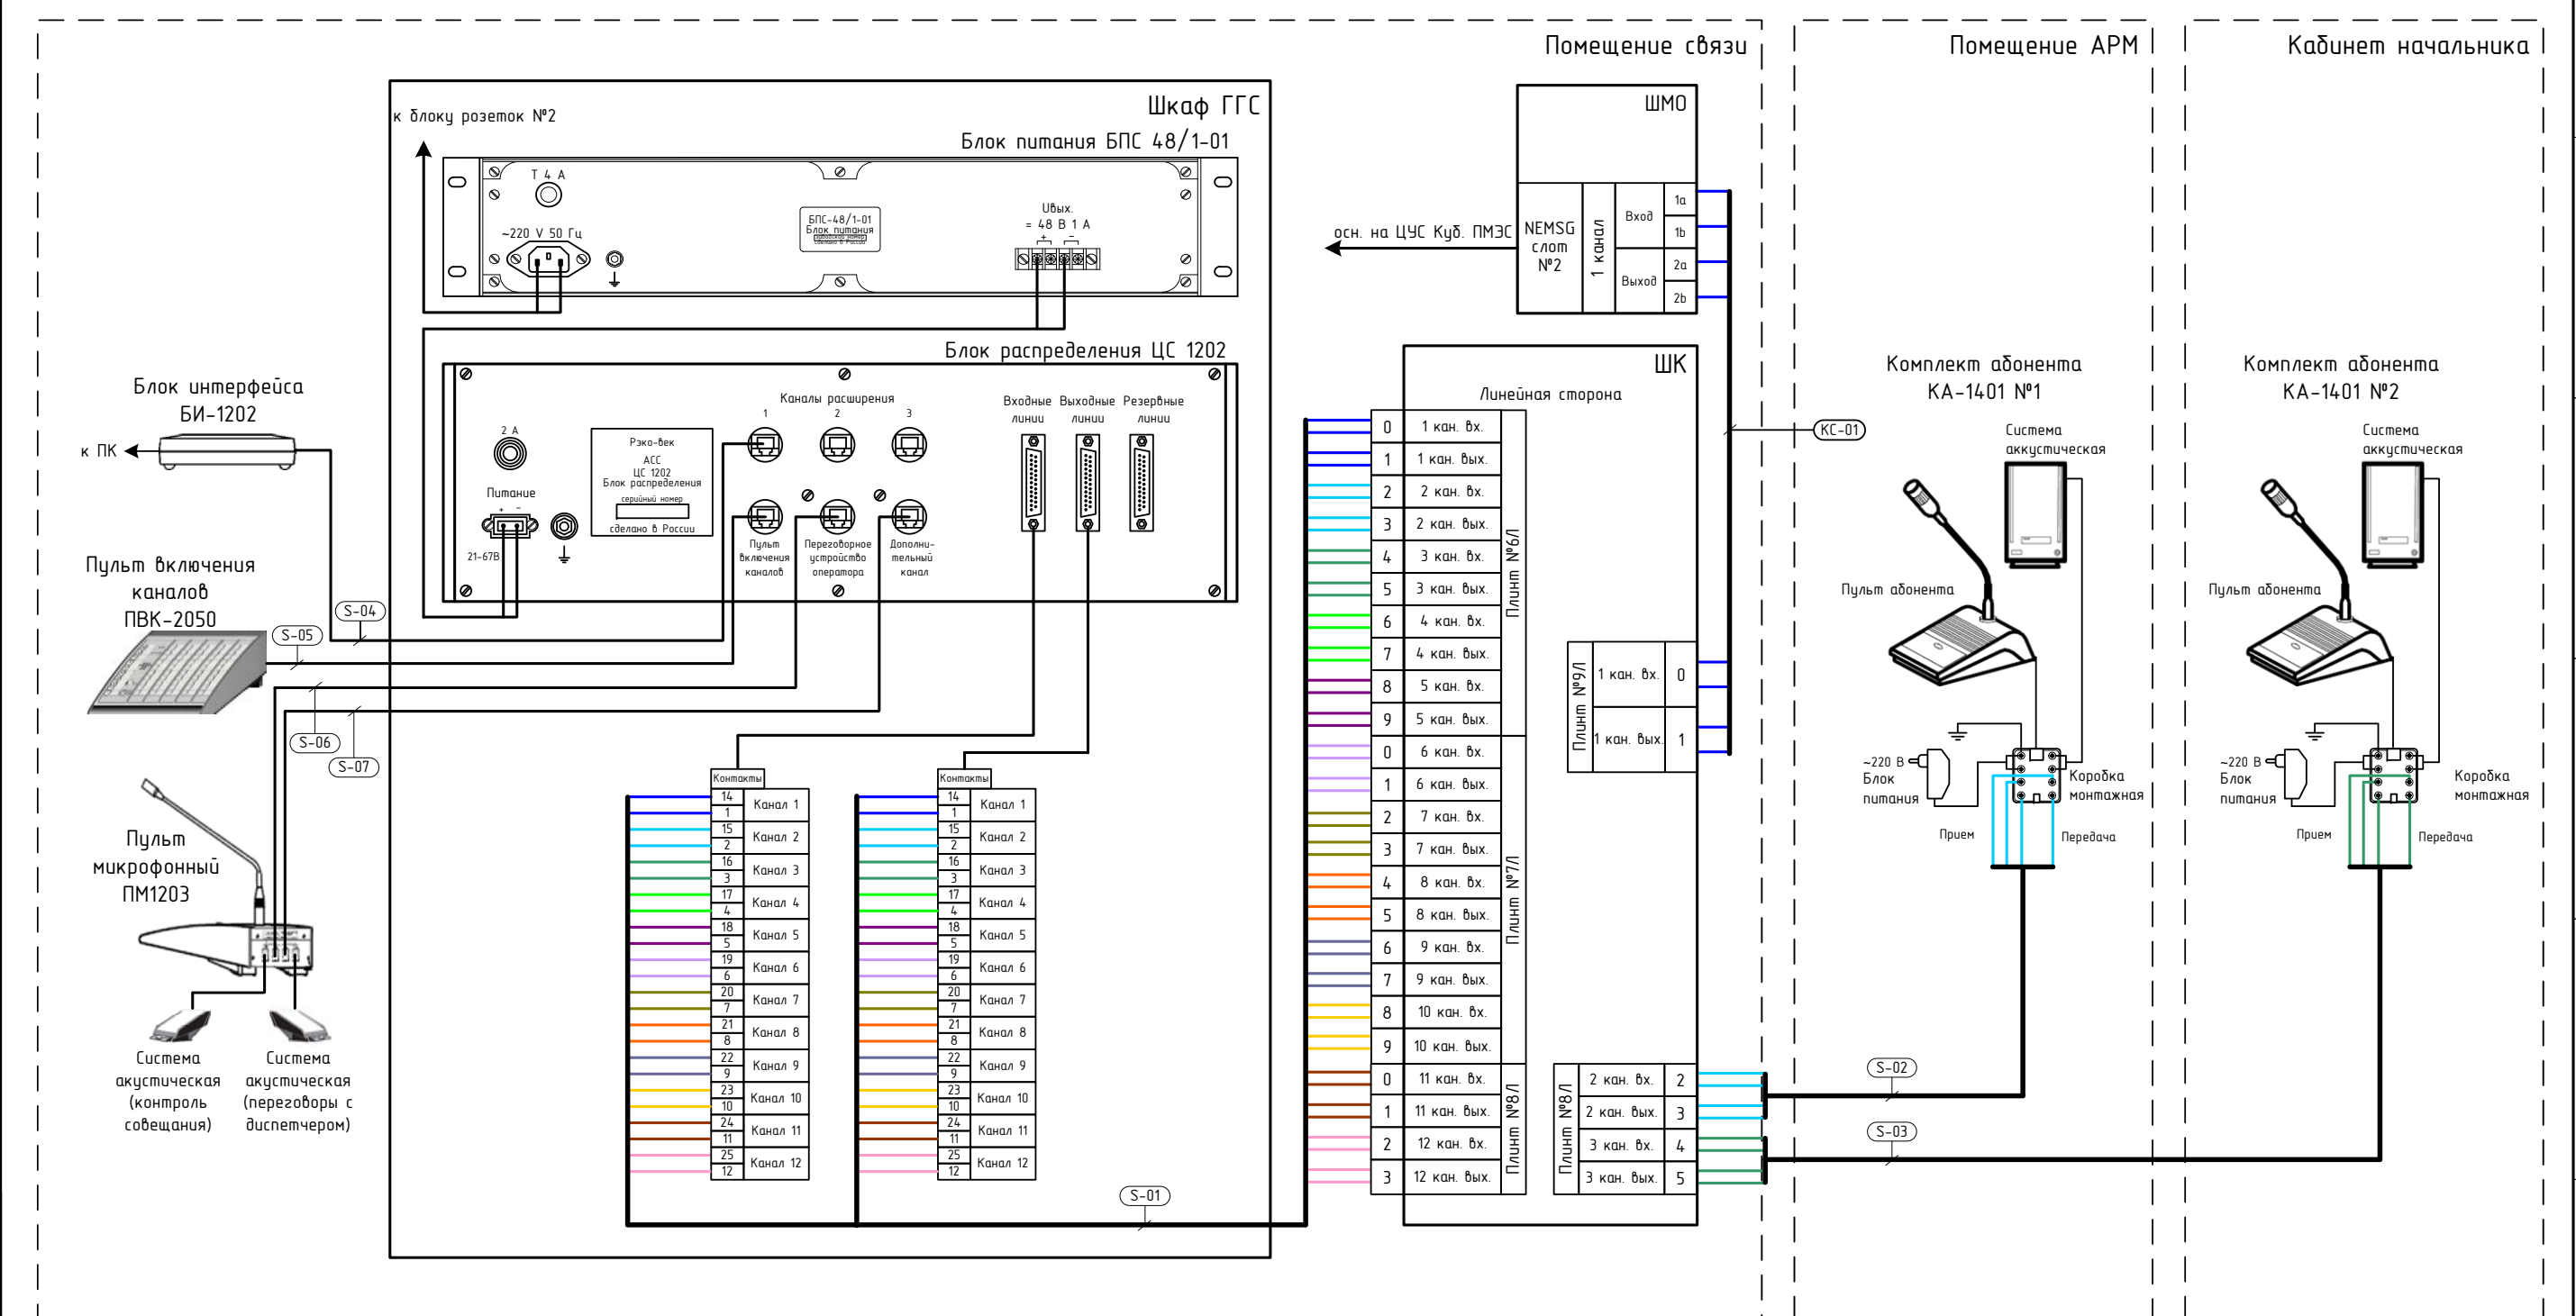 Помещение связи
Помещение АРМ
Кабинет начальника
Шкаф ГГС
к блоку розеток №2
Блок питания БПС 48/1-01
Т 4 А
~220 V 50 Гц
БПС-48/1-01
Блок питания
сделано в России
Uвых.
= 48 В 1 А
+ -
ШМО
осн. на ЦУС Куб. ПМЭС
NEMSG
слот
№2
1 канал
Вход
Выход
1a
1b
2a
2b
Блок распределения ЦС 1202
2 А
Питание
+ -
21-67В
Рэко-век
АСС
ЦС 1202
Блок распределения
серийный номер
сделано в России
Каналы расширения
1 2 3
Пульт
включения
каналов
Переговорное
устройство
оператора
Дополни-
тельный
канал
Входные
линии
Выходные
линии
Резервные
линии
Блок интерфейса
БИ-1202
к ПК
Пульт включения
каналов
ПВК-2050
S-04
S-05
S-06
S-07
Пульт
микрофонный
ПМ1203
Система
акустическая
(контроль
совещания)
Система
акустическая
(переговоры с
диспетчером)
Контакты
14
1
Канал 1
15
2
Канал 2
16
3
Канал 3
17
4
Канал 4
18
5
Канал 5
19
6
Канал 6
20
7
Канал 7
21
8
Канал 8
22
9
Канал 9
23
10
Канал 10
24
11
Канал 11
25
12
Канал 12
Контакты
14
1
Канал 1
15
2
Канал 2
16
3
Канал 3
17
4
Канал 4
18
5
Канал 5
19
6
Канал 6
20
7
Канал 7
21
8
Канал 8
22
9
Канал 9
23
10
Канал 10
24
11
Канал 11
25
12
Канал 12
S-01
ШК
Линейная сторона
0 1 кан. вх.
1 1 кан. вых.
2 2 кан. вх.
3 2 кан. вых.
4 3 кан. вх.
5 3 кан. вых.
6 4 кан. вх.
7 4 кан. вых.
8 5 кан. вх.
9 5 кан. вых.
Плинт №6Л
0 6 кан. вх.
1 6 кан. вых.
2 7 кан. вх.
3 7 кан. вых.
4 8 кан. вх.
5 8 кан. вых.
6 9 кан. вх.
7 9 кан. вых.
8 10 кан. вх.
9 10 кан. вых.
Плинт №7Л
0 11 кан. вх.
1 11 кан. вых.
2 12 кан. вх.
3 12 кан. вых.
Плинт №8Л
Плинт №9Л
1 кан. вх. 0
1 кан. вых. 1
Плинт №8Л
2 кан. вх. 2
2 кан. вых. 3
3 кан. вх. 4
3 кан. вых. 5
КС-01
S-02
S-03
Комплект абонента
КА-1401 №1
Система
аккустическая
Пульт абонента
~220 В
Блок
питания
Коробка
монтажная
Прием
Передача
Комплект абонента
КА-1401 №2
Система
аккустическая
Пульт абонента
~220 В
Блок
питания
Коробка
монтажная
Прием
Передача